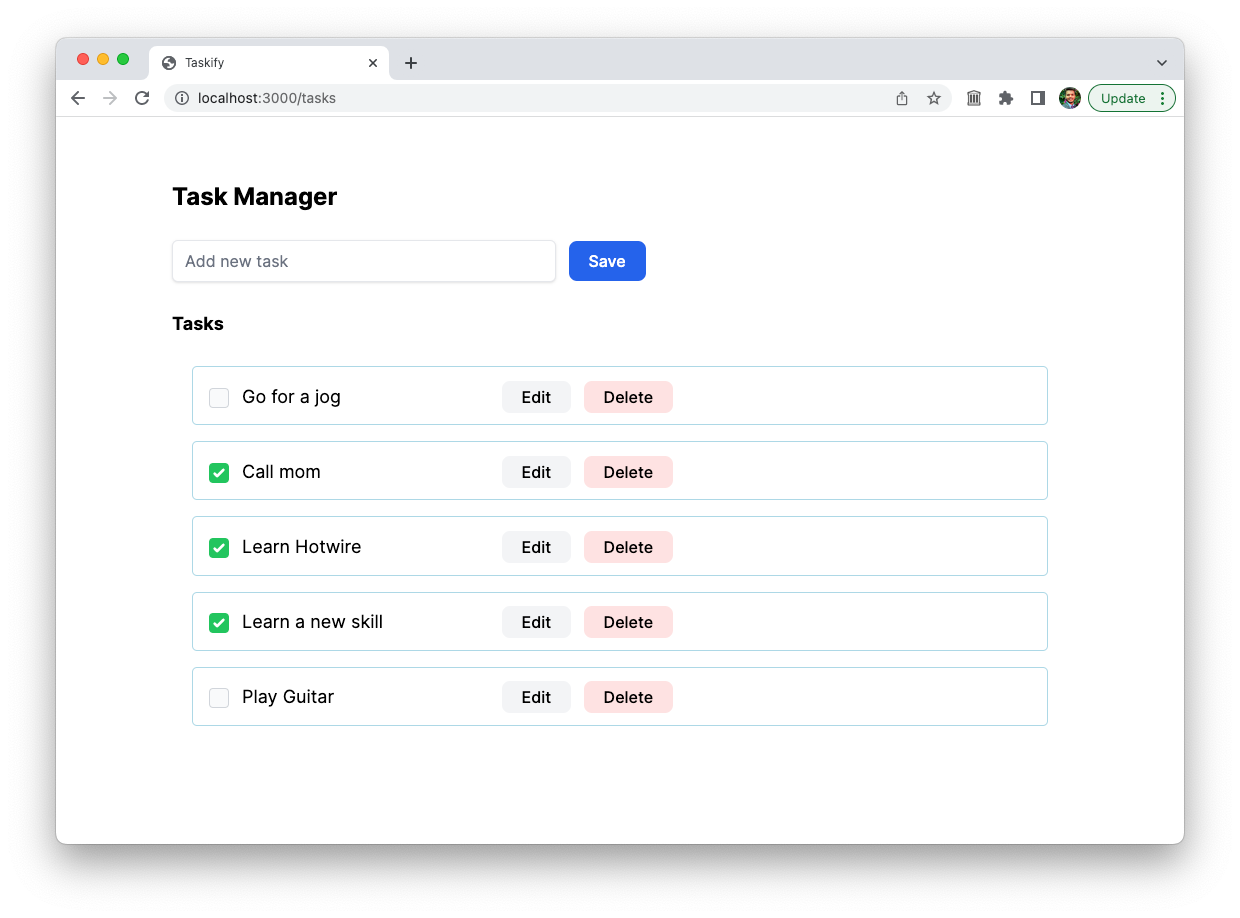 Taskify
localhost:3000/tasks
Update
Task Manager
Add new task Save
Tasks
Go for a jog Edit Delete
Call mom Edit Delete
Learn Hotwire Edit Delete
Learn a new skill Edit Delete
Play Guitar Edit Delete